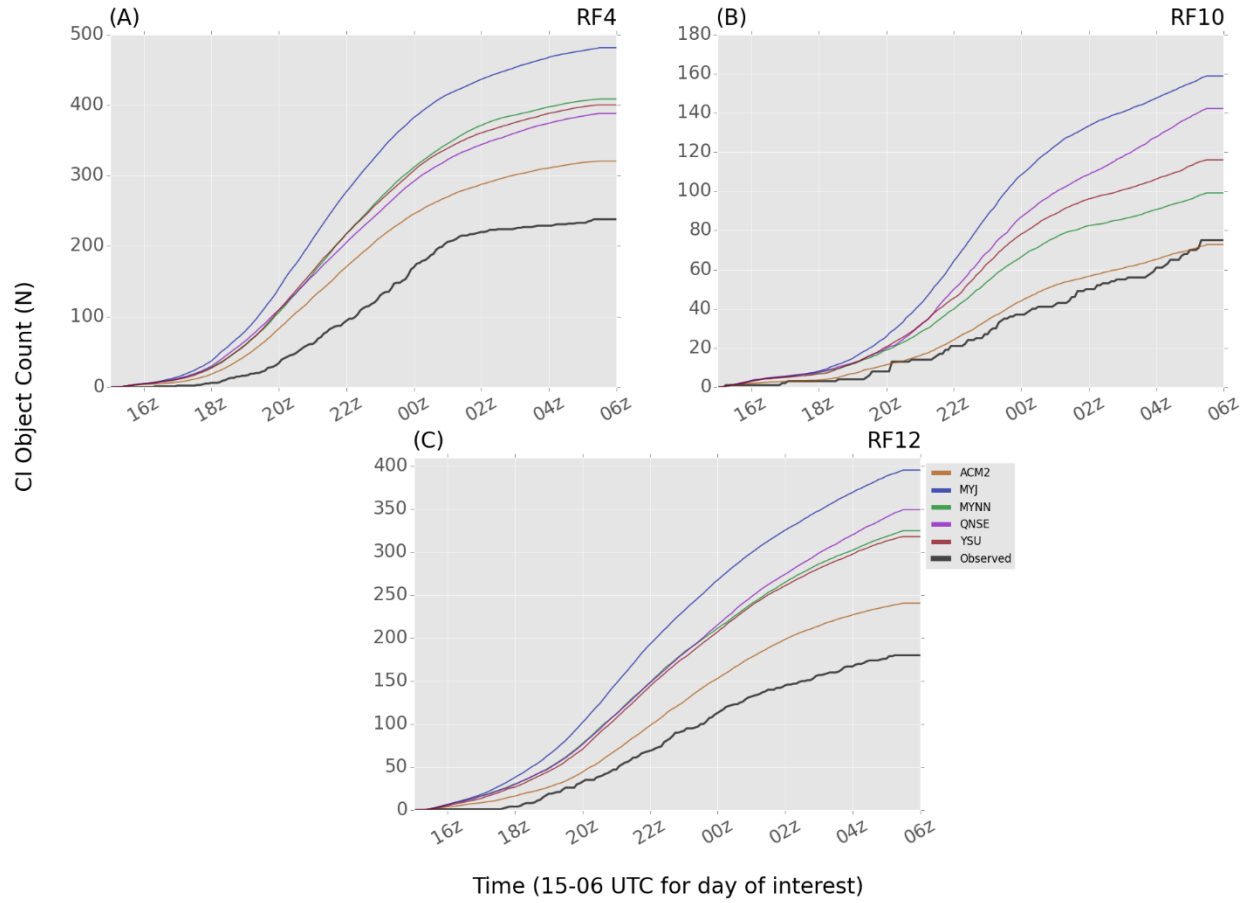 (A) RF4
500
400
300
200
100
0
16z 18z 20z 22z 00z 02z 04z 06z
(B) RF10
180
160
140
120
100
80
60
40
20
0
16z 18z 20z 22z 00z 02z 04z 06z
(C) RF12
400
350
300
250
200
150
100
50
0
16z 18z 20z 22z 00z 02z 04z 06z
ACM2
MYJ
MYNN
QNSE
YSU
Observed
CI Object Count (N)
Time (15-06 UTC for day of interest)